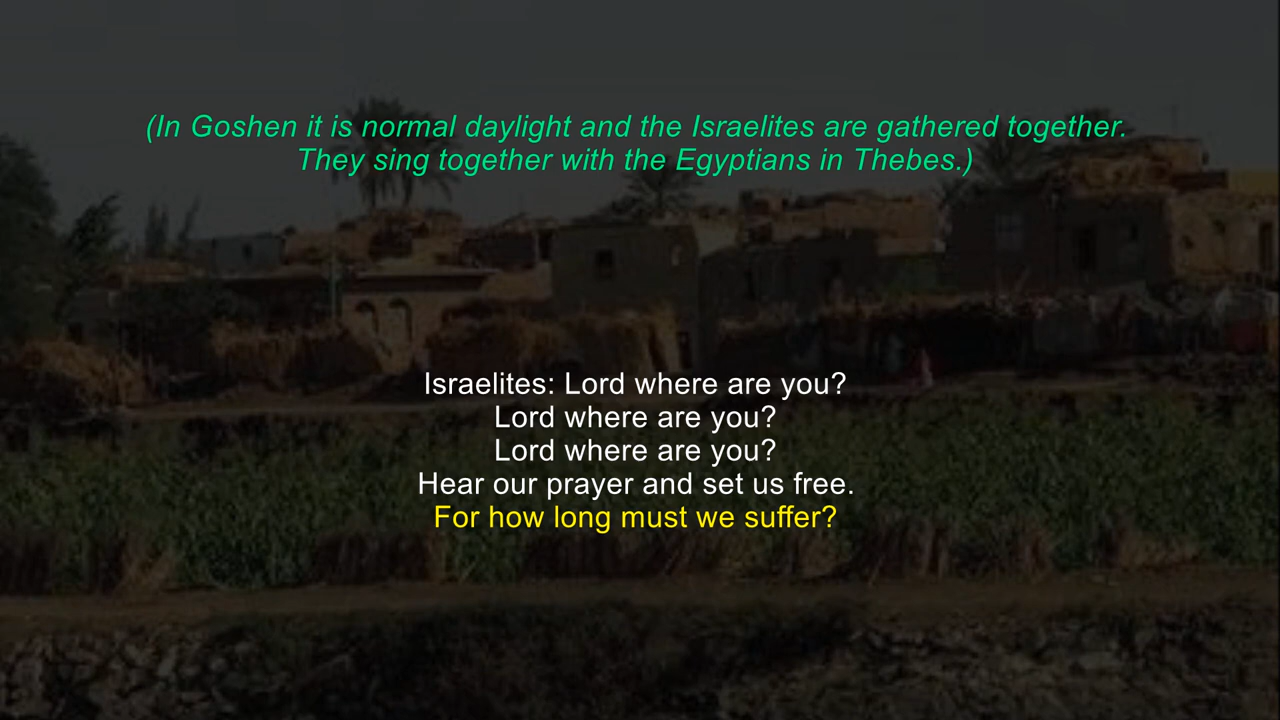 (In Goshen it is normal daylight and the Israelites are gathered together.
They sing together with the Egyptians in Thebes.)
Israelites: Lord where are you?
Lord where are you?
Lord where are you?
Hear our prayer and set us free.
For how long must we suffer?